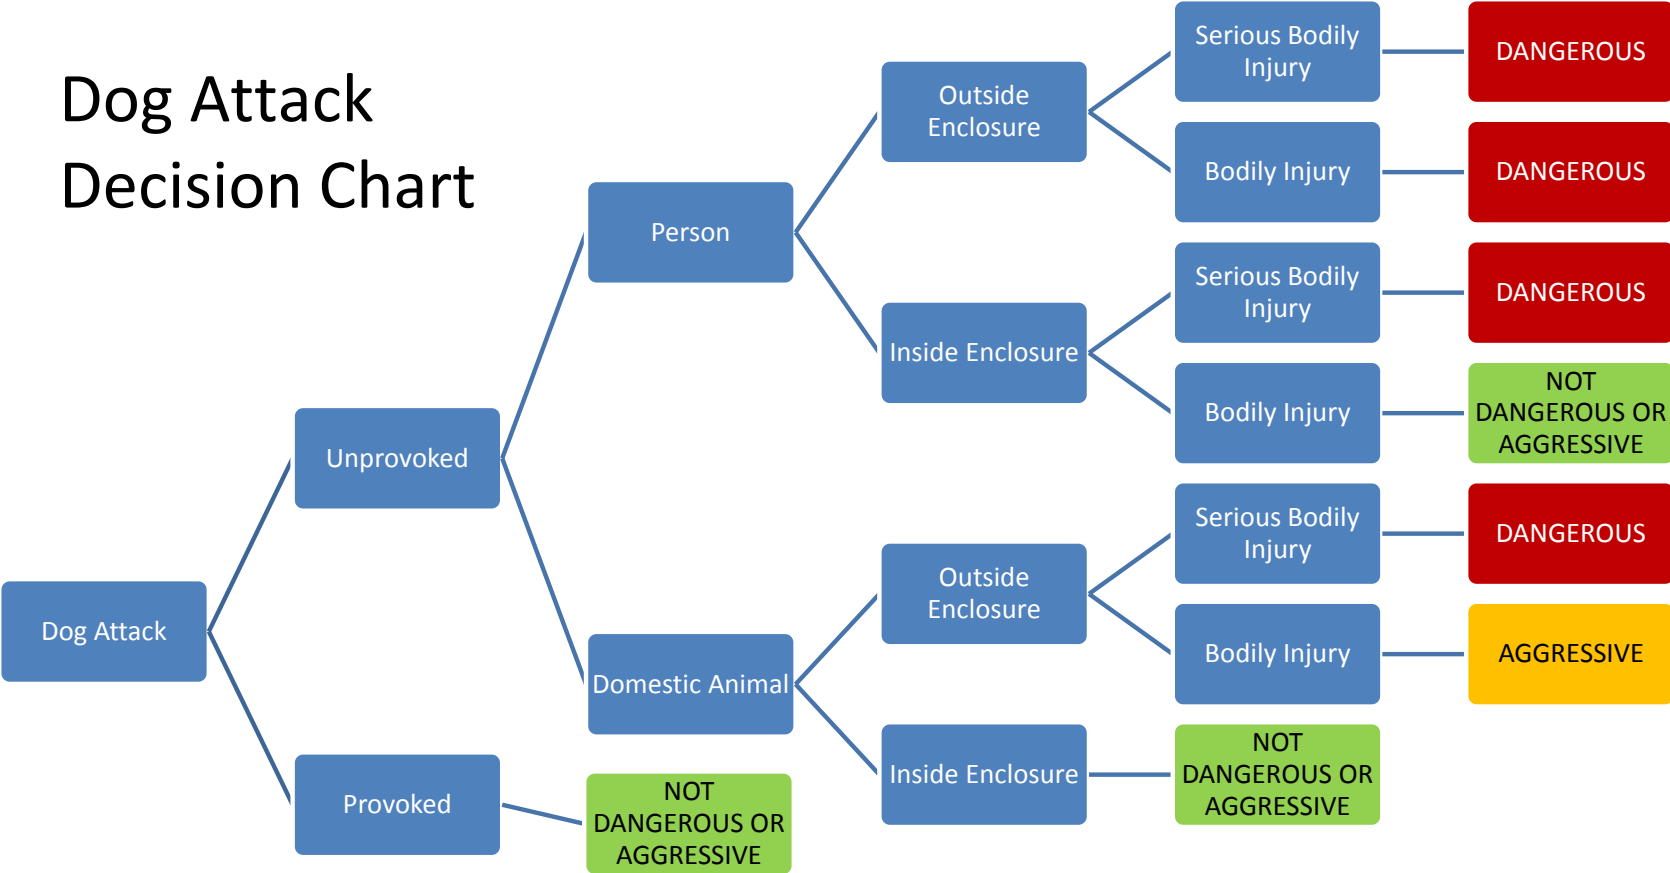 Dog Attack
Decision Chart
Dog Attack
Unprovoked
Provoked
NOT
DANGEROUS OR
AGGRESSIVE
Person
Domestic Animal
Outside
Enclosure
Inside Enclosure
Outside
Enclosure
Inside Enclosure
Serious Bodily
Injury
DANGEROUS
Bodily Injury
DANGEROUS
Serious Bodily
Injury
DANGEROUS
Bodily Injury
NOT
DANGEROUS OR
AGGRESSIVE
Serious Bodily
Injury
DANGEROUS
Bodily Injury
AGGRESSIVE
NOT
DANGEROUS OR
AGGRESSIVE